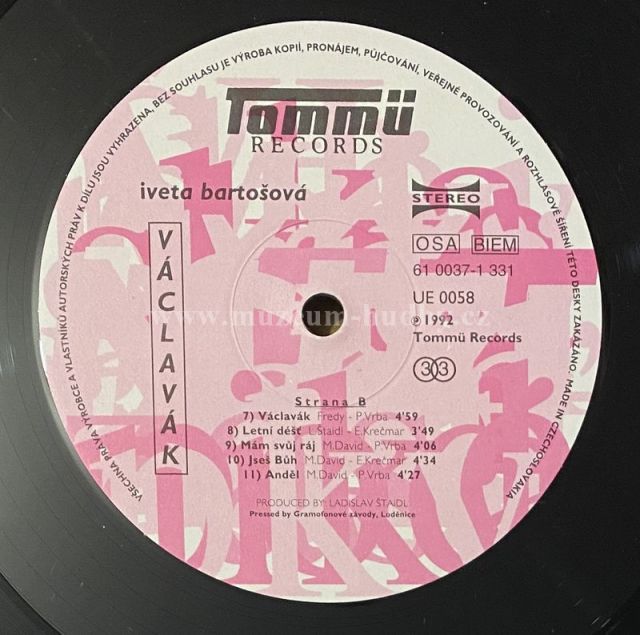 VŠECHNA PRÁVA VÝROBCE A VLASTNÍKŮ AUTORSKÝCH PRÁV K DÍLU JSOU VYHRAZENA, BEZ SOUHLASU JE VÝROBA KOPIÍ, PRONÁJEM, PŮJČOVÁNÍ, VEŘEJNÉ PROVOZOVÁNÍ A ROZHLASOVÉ ŠÍŘENÍ TÉTO DESKY ZAKÁZÁNO. MADE IN CZECHOSLOVAKIA
Tommü
RECORDS
iveta bartošová
STEREO
VÁCLAVÁK
OSA BIEM
61 0037-1 331
UE 0058
℗1992
Tommü Records
www.muzeum-hudby.cz
33
Strana B
7) Václavák Fredy - P.Vrba 4'59
8) Letní déšť L.Štaidl - E.Krečmar 3'49
9) Mám svůj ráj M.David - P.Vrba 4'06
10) Jseš Bůh M.David - E.Krečmar 4'34
11) Anděl M.David - P.Vrba 4'27
PRODUCED BY: LADISLAV ŠTAIDL
Pressed by Gramofonové závody, Loděnice